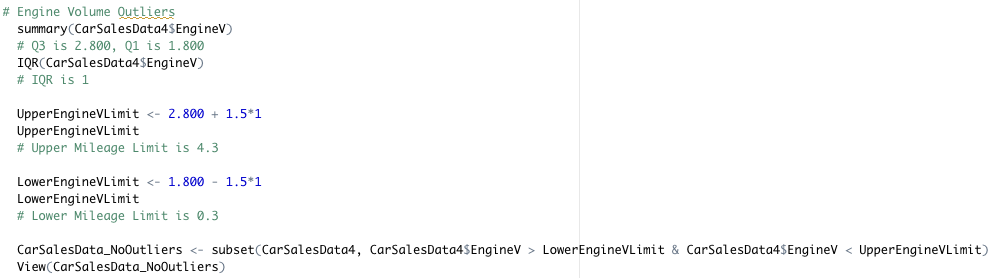 # Engine Volume Outliers
summary(CarSalesData4$EngineV)
# Q3 is 2.800, Q1 is 1.800
IQR(CarSalesData4$EngineV)
# IQR is 1
UpperEngineVLimit <- 2.800 + 1.5*1
UpperEngineVLimit
# Upper Mileage Limit is 4.3
LowerEngineVLimit <- 1.800 - 1.5*1
LowerEngineVLimit
# Lower Mileage Limit is 0.3
CarSalesData_NoOutliers <- subset(CarSalesData4, CarSalesData4$EngineV > LowerEngineVLimit & CarSalesData4$EngineV < UpperEngineVLimit)
View(CarSalesData_NoOutliers)